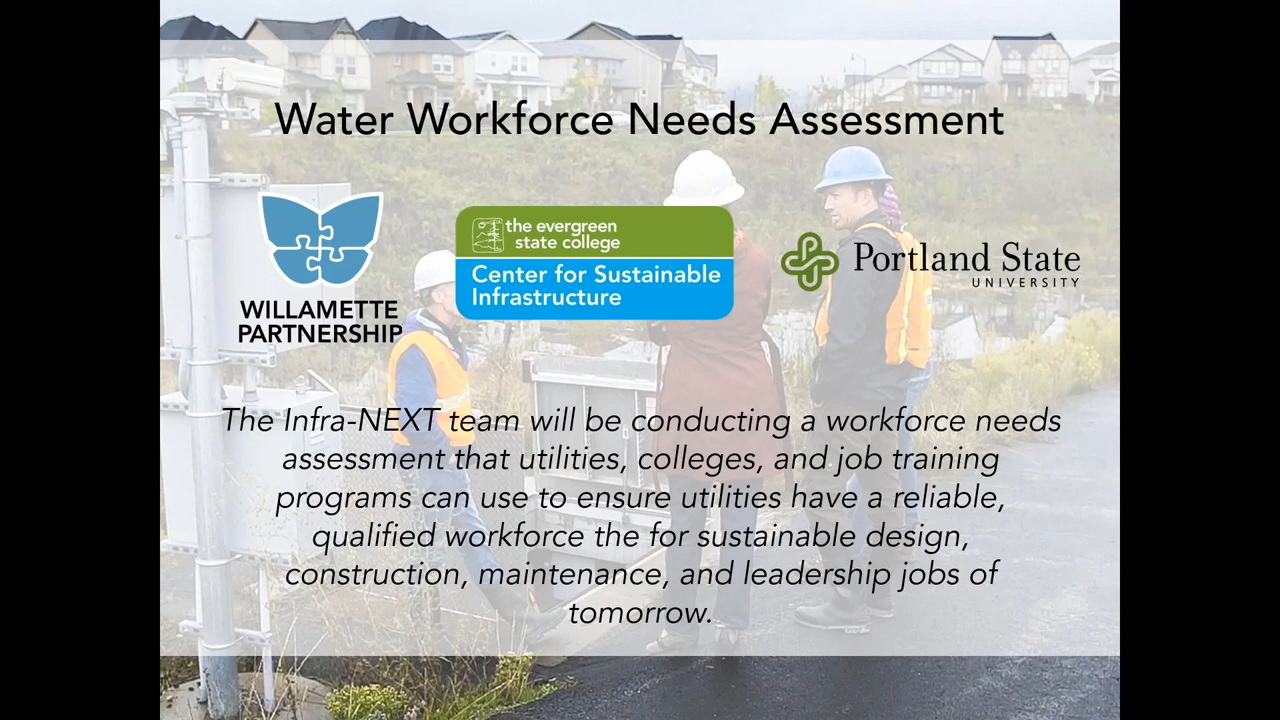 Water Workforce Needs Assessment
WILLAMETTE
PARTNERSHIP
the evergreen
state college
Center for Sustainable
Infrastructure
Portland State
UNIVERSITY
The Infra-NEXT team will be conducting a workforce needs
assessment that utilities, colleges, and job training
programs can use to ensure utilities have a reliable,
qualified workforce the for sustainable design,
construction, maintenance, and leadership jobs of
tomorrow.